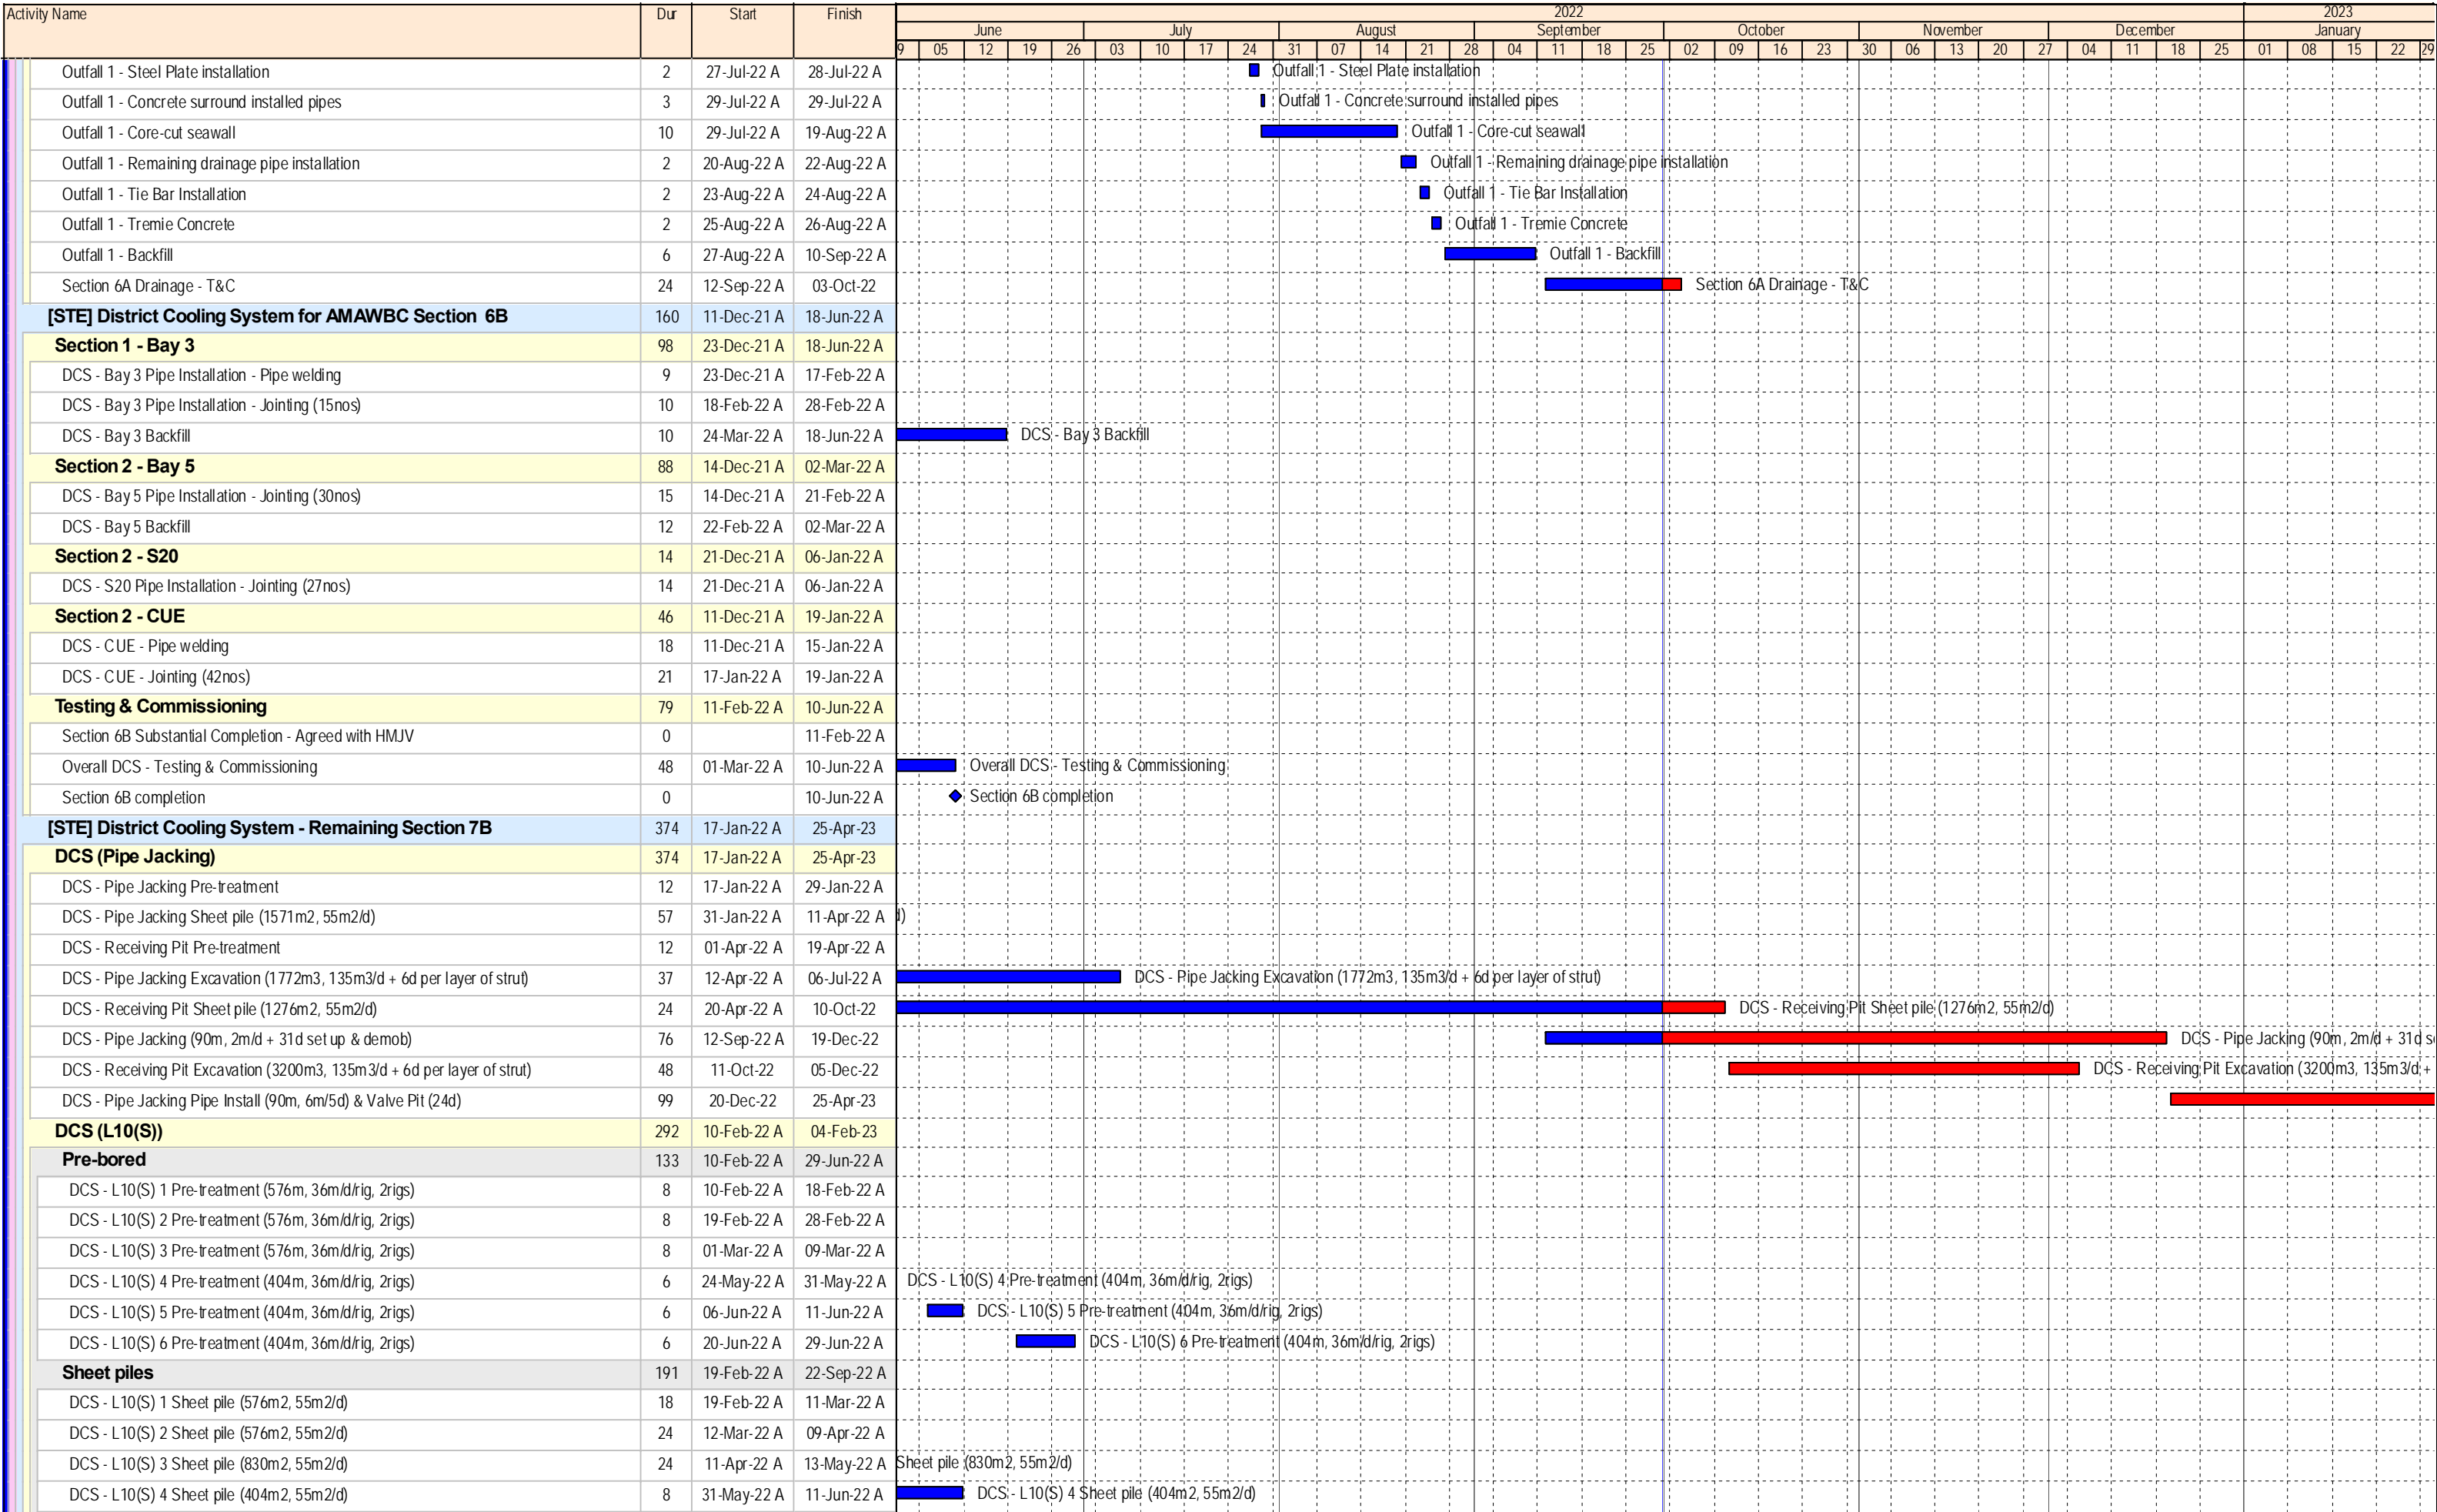 Activity Name Dur Start Finish 2022 2023
June July August September October November December January
9 05 12 19 26 03 10 17 24 31 07 14 21 28 04 11 18 25 02 09 16 23 30 06 13 20 27 04 11 18 25 01 08 15 22 29
Outfall 1 - Steel Plate installation 2 27-Jul-22 A 28-Jul-22 A Outfall 1 - Steel Plate installation
Outfall 1 - Concrete surround installed pipes 3 29-Jul-22 A 29-Jul-22 A Outfall 1 - Concrete surround installed pipes
Outfall 1 - Core-cut seawall 10 29-Jul-22 A 19-Aug-22 A Outfall 1 - Core-cut seawall
Outfall 1 - Remaining drainage pipe installation 2 20-Aug-22 A 22-Aug-22 A Outfall 1 - Remaining drainage pipe installation
Outfall 1 - Tie Bar Installation 2 23-Aug-22 A 24-Aug-22 A Outfall 1 - Tie Bar Installation
Outfall 1 - Tremie Concrete 2 25-Aug-22 A 26-Aug-22 A Outfall 1 - Tremie Concrete
Outfall 1 - Backfill 6 27-Aug-22 A 10-Sep-22 A Outfall 1 - Backfill
Section 6A Drainage - T&C 24 12-Sep-22 A 03-Oct-22 Section 6A Drainage - T&C
[STE] District Cooling System for AMAWBC Section 6B 160 11-Dec-21 A 18-Jun-22 A
Section 1 - Bay 3 98 23-Dec-21 A 18-Jun-22 A
DCS - Bay 3 Pipe Installation - Pipe welding 9 23-Dec-21 A 17-Feb-22 A
DCS - Bay 3 Pipe Installation - Jointing (15nos) 10 18-Feb-22 A 28-Feb-22 A
DCS - Bay 3 Backfill 10 24-Mar-22 A 18-Jun-22 A DCS - Bay 3 Backfill
Section 2 - Bay 5 88 14-Dec-21 A 02-Mar-22 A
DCS - Bay 5 Pipe Installation - Jointing (30nos) 15 14-Dec-21 A 21-Feb-22 A
DCS - Bay 5 Backfill 12 22-Feb-22 A 02-Mar-22 A
Section 2 - S20 14 21-Dec-21 A 06-Jan-22 A
DCS - S20 Pipe Installation - Jointing (27nos) 14 21-Dec-21 A 06-Jan-22 A
Section 2 - CUE 46 11-Dec-21 A 19-Jan-22 A
DCS - CUE - Pipe welding 18 11-Dec-21 A 15-Jan-22 A
DCS - CUE - Jointing (42nos) 21 17-Jan-22 A 19-Jan-22 A
Testing & Commissioning 79 11-Feb-22 A 10-Jun-22 A
Section 6B Substantial Completion - Agreed with HMJV 0 11-Feb-22 A
Overall DCS - Testing & Commissioning 48 01-Mar-22 A 10-Jun-22 A Overall DCS - Testing & Commissioning
Section 6B completion 0 10-Jun-22 A Section 6B completion
[STE] District Cooling System - Remaining Section 7B 374 17-Jan-22 A 25-Apr-23
DCS (Pipe Jacking) 374 17-Jan-22 A 25-Apr-23
DCS - Pipe Jacking Pre-treatment 12 17-Jan-22 A 29-Jan-22 A
DCS - Pipe Jacking Sheet pile (1571m2, 55m2/d) 57 31-Jan-22 A 11-Apr-22 A d)
DCS - Receiving Pit Pre-treatment 12 01-Apr-22 A 19-Apr-22 A
DCS - Pipe Jacking Excavation (1772m3, 135m3/d + 6d per layer of strut) 37 12-Apr-22 A 06-Jul-22 A DCS - Pipe Jacking Excavation (1772m3, 135m3/d + 6d per layer of strut)
DCS - Receiving Pit Sheet pile (1276m2, 55m2/d) 24 20-Apr-22 A 10-Oct-22 DCS - Receiving Pit Sheet pile (1276m2, 55m2/d)
DCS - Pipe Jacking (90m, 2m/d + 31d set up & demob) 76 12-Sep-22 A 19-Dec-22 DCS - Pipe Jacking (90m, 2m/d + 31d s
DCS - Receiving Pit Excavation (3200m3, 135m3/d + 6d per layer of strut) 48 11-Oct-22 05-Dec-22 DCS - Receiving Pit Excavation (3200m3, 135m3/d +
DCS - Pipe Jacking Pipe Install (90m, 6m/5d) & Valve Pit (24d) 99 20-Dec-22 25-Apr-23
DCS (L10(S)) 292 10-Feb-22 A 04-Feb-23
Pre-bored 133 10-Feb-22 A 29-Jun-22 A
DCS - L10(S) 1 Pre-treatment (576m, 36m/d/rig, 2rigs) 8 10-Feb-22 A 18-Feb-22 A
DCS - L10(S) 2 Pre-treatment (576m, 36m/d/rig, 2rigs) 8 19-Feb-22 A 28-Feb-22 A
DCS - L10(S) 3 Pre-treatment (576m, 36m/d/rig, 2rigs) 8 01-Mar-22 A 09-Mar-22 A
DCS - L10(S) 4 Pre-treatment (404m, 36m/d/rig, 2rigs) 6 24-May-22 A 31-May-22 A DCS - L10(S) 4 Pre-treatment (404m, 36m/d/rig, 2rigs)
DCS - L10(S) 5 Pre-treatment (404m, 36m/d/rig, 2rigs) 6 06-Jun-22 A 11-Jun-22 A DCS - L10(S) 5 Pre-treatment (404m, 36m/d/rig, 2rigs)
DCS - L10(S) 6 Pre-treatment (404m, 36m/d/rig, 2rigs) 6 20-Jun-22 A 29-Jun-22 A DCS - L10(S) 6 Pre-treatment (404m, 36m/d/rig, 2rigs)
Sheet piles 191 19-Feb-22 A 22-Sep-22 A
DCS - L10(S) 1 Sheet pile (576m2, 55m2/d) 18 19-Feb-22 A 11-Mar-22 A
DCS - L10(S) 2 Sheet pile (576m2, 55m2/d) 24 12-Mar-22 A 09-Apr-22 A
DCS - L10(S) 3 Sheet pile (830m2, 55m2/d) 24 11-Apr-22 A 13-May-22 A Sheet pile (830m2, 55m2/d)
DCS - L10(S) 4 Sheet pile (404m2, 55m2/d) 8 31-May-22 A 11-Jun-22 A DCS - L10(S) 4 Sheet pile (404m2, 55m2/d)